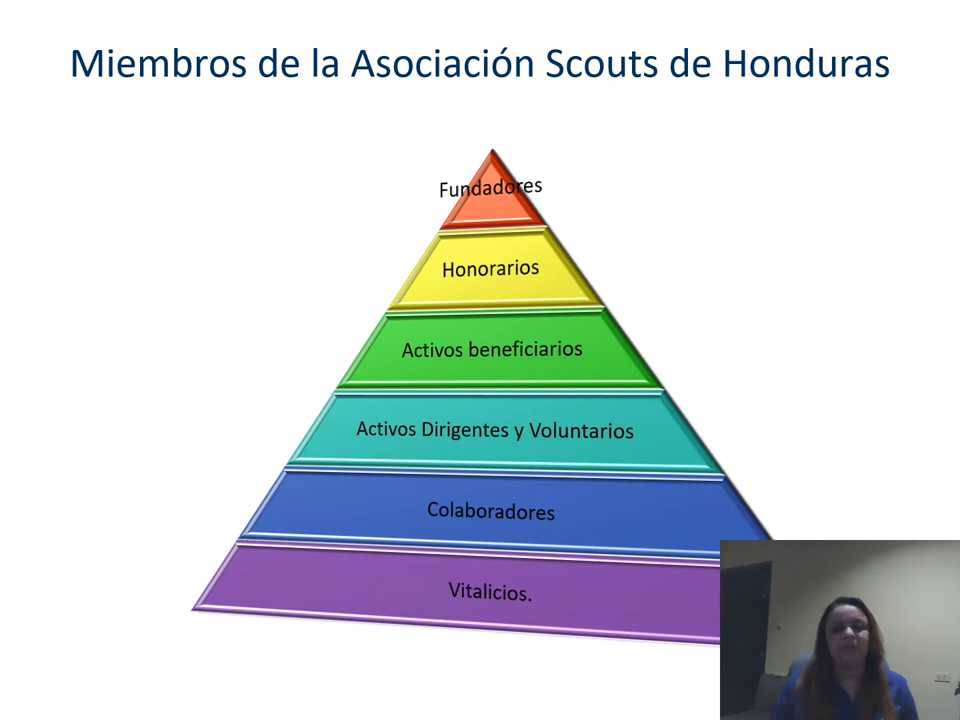 Miembros de la Asociación Scouts de Honduras
Fundadores
Honorarios
Activos beneficiarios
Activos Dirigentes y Voluntarios
Colaboradores
Vitalicios.